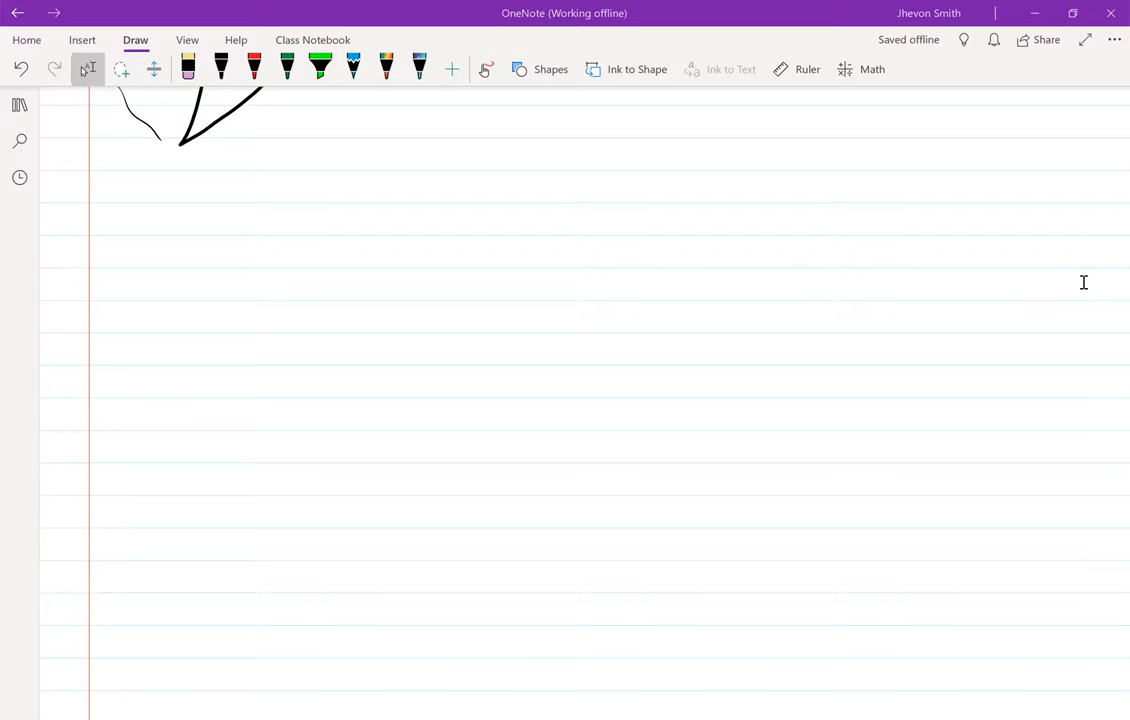 OneNote (Working offline)
Jhevon Smith
Home
Insert
Draw
View
Help
Class Notebook
Saved offline
Share
Shapes
Ink to Shape
Ink to Text
Ruler
Math